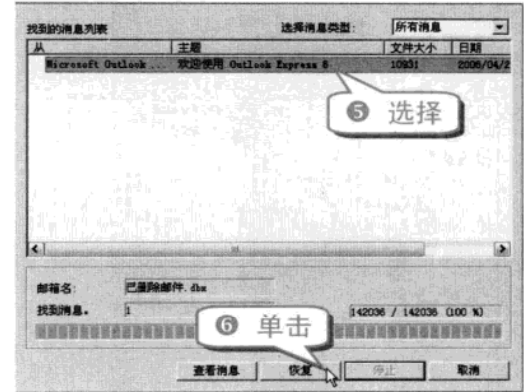 找到的消息列表 选择消息类型: 所有消息
从 主题 文件大小 日期
Microsoft Outlook ... 欢迎使用 Outlook Express 6 10931 2006/04/2
❺ 选择
邮箱名: 已删除邮件.dbx
找到消息. 1 142036 / 142036 (100 %)
❻ 单击
查看消息 恢复 停止 取消